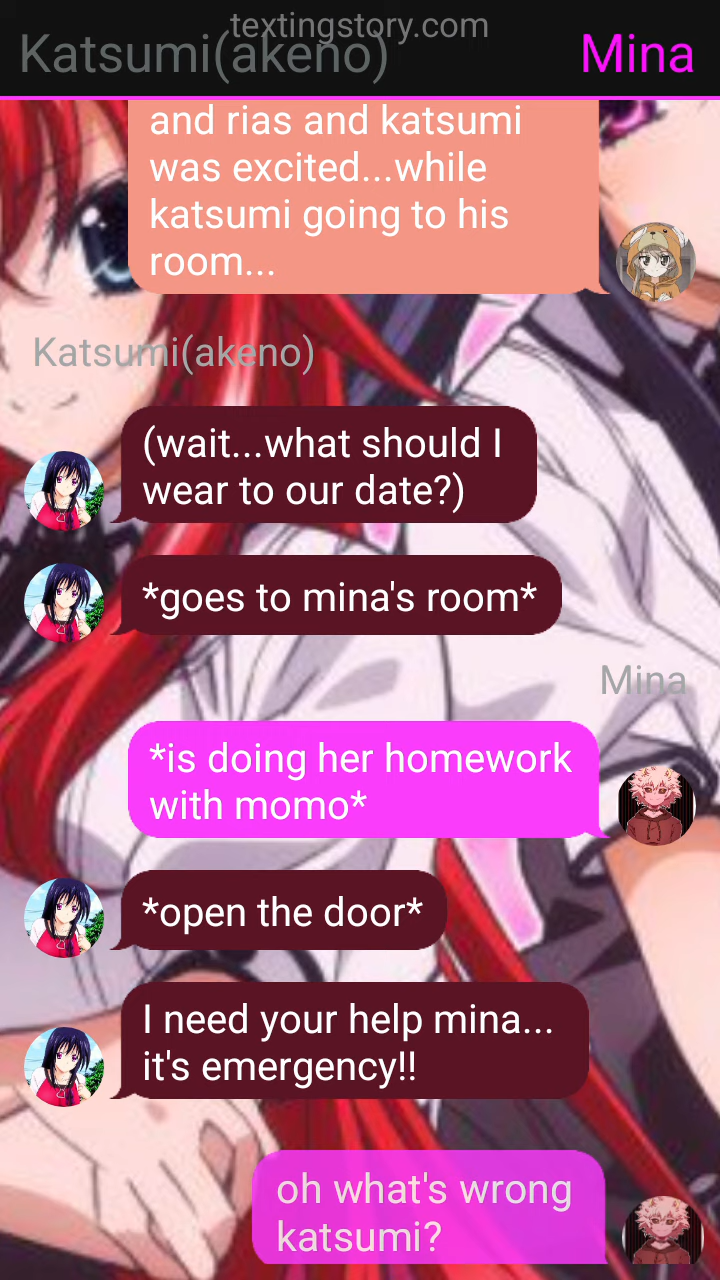 textingstory.com
Katsumi(akeno)
Mina
and rias and katsumi
was excited...while
katsumi going to his
room...
Katsumi(akeno)
(wait...what should I
wear to our date?)
*goes to mina's room*
Mina
*is doing her homework
with momo*
*open the door*
I need your help mina...
it's emergency!!
oh what's wrong
katsumi?